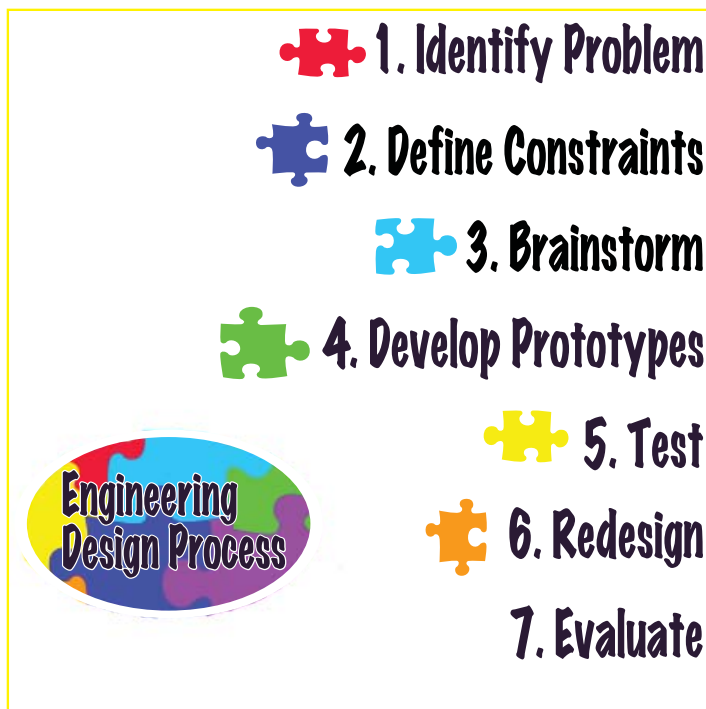 1. Identify Problem
2. Define Constraints
3. Brainstorm
4. Develop Prototypes
5. Test
6. Redesign
7. Evaluate
Engineering
Design Process